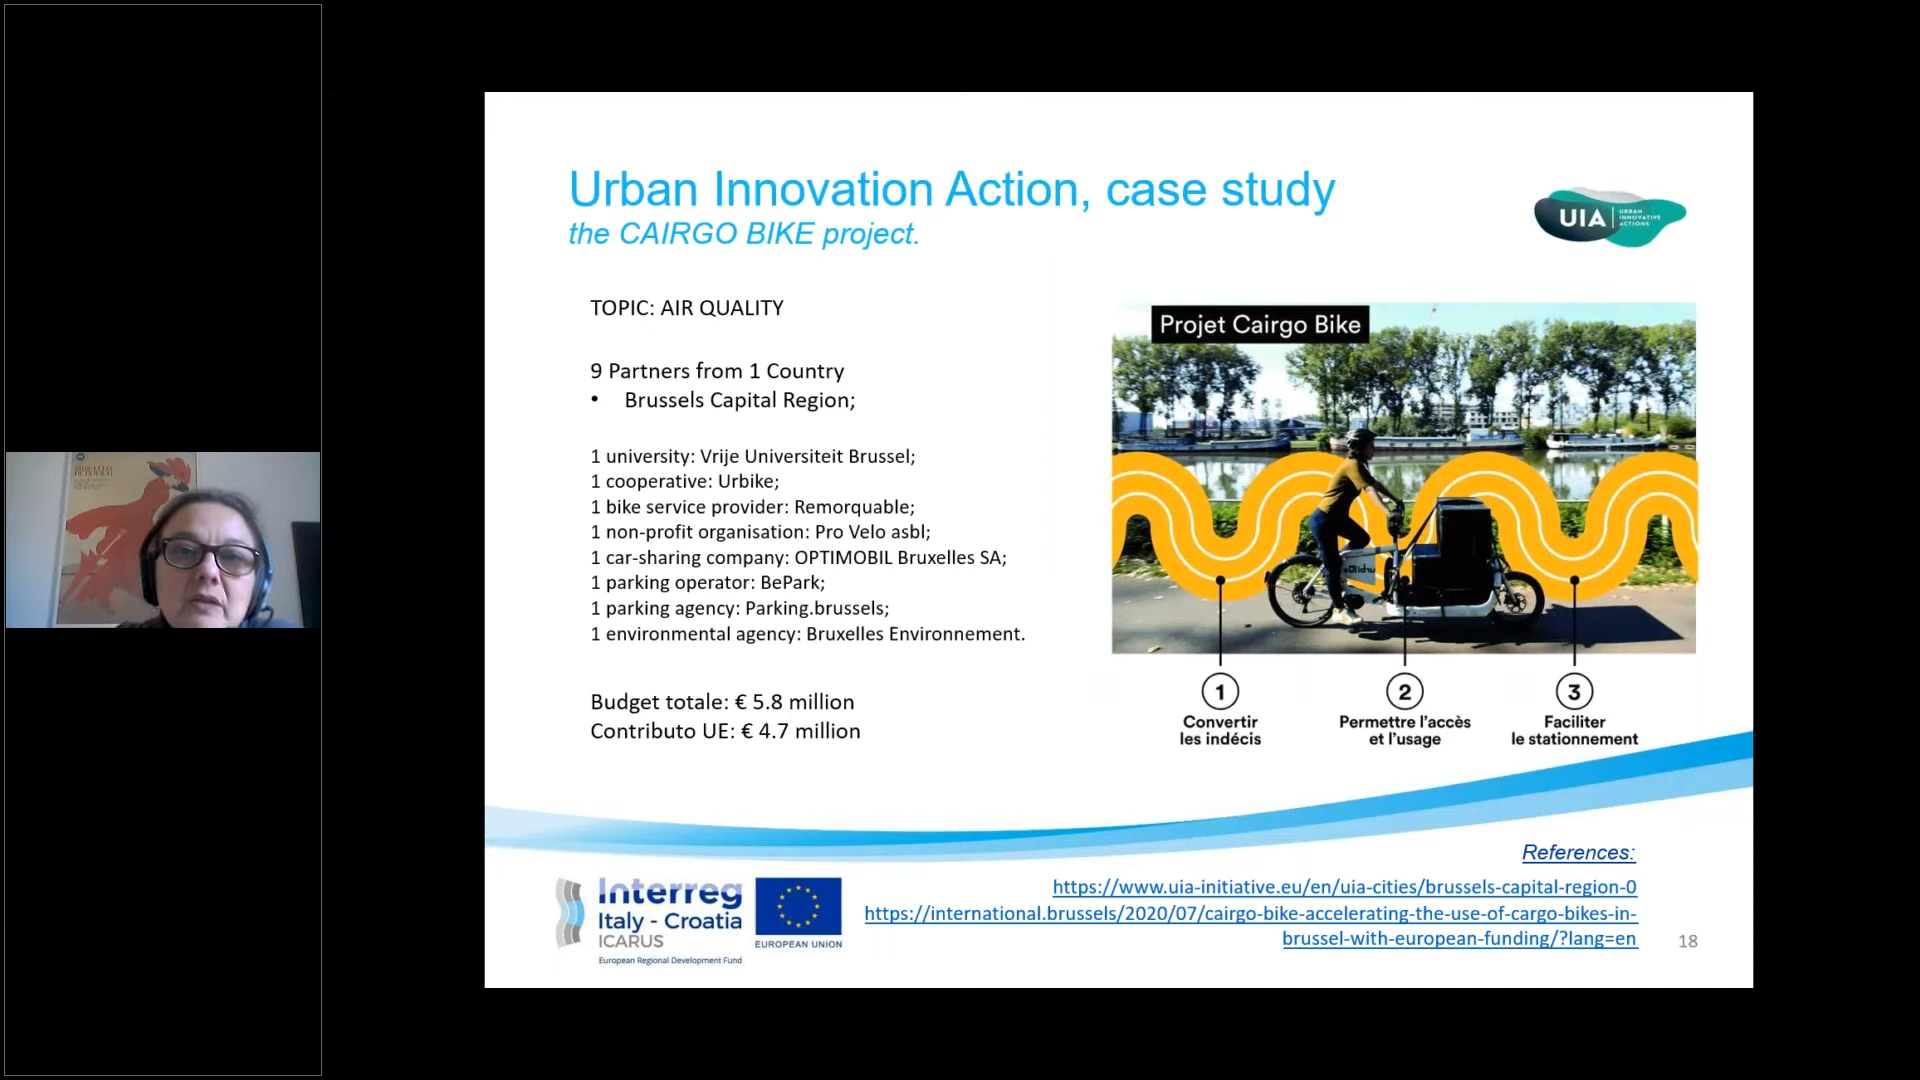 Urban Innovation Action, case study
the CAIRGO BIKE project.
UIA
URBAN
INNOVATIVE
ACTIONS
TOPIC: AIR QUALITY
9 Partners from 1 Country
• Brussels Capital Region;
1 university: Vrije Universiteit Brussel;
1 cooperative: Urbike;
1 bike service provider: Remorquable;
1 non-profit organisation: Pro Velo asbl;
1 car-sharing company: OPTIMOBIL Bruxelles SA;
1 parking operator: BePark;
1 parking agency: Parking.brussels;
1 environmental agency: Bruxelles Environnement.
Budget totale: € 5.8 million
Contributo UE: € 4.7 million
Projet Cairgo Bike
1
Convertir
les indécis
2
Permettre l’accès
et l’usage
3
Faciliter
le stationnement
References:
https://www.uia-initiative.eu/en/uia-cities/brussels-capital-region-0
https://international.brussels/2020/07/cairgo-bike-accelerating-the-use-of-cargo-bikes-in-
brussel-with-european-funding/?lang=en
Interreg
Italy - Croatia
ICARUS
European Regional Development Fund
EUROPEAN UNION
18